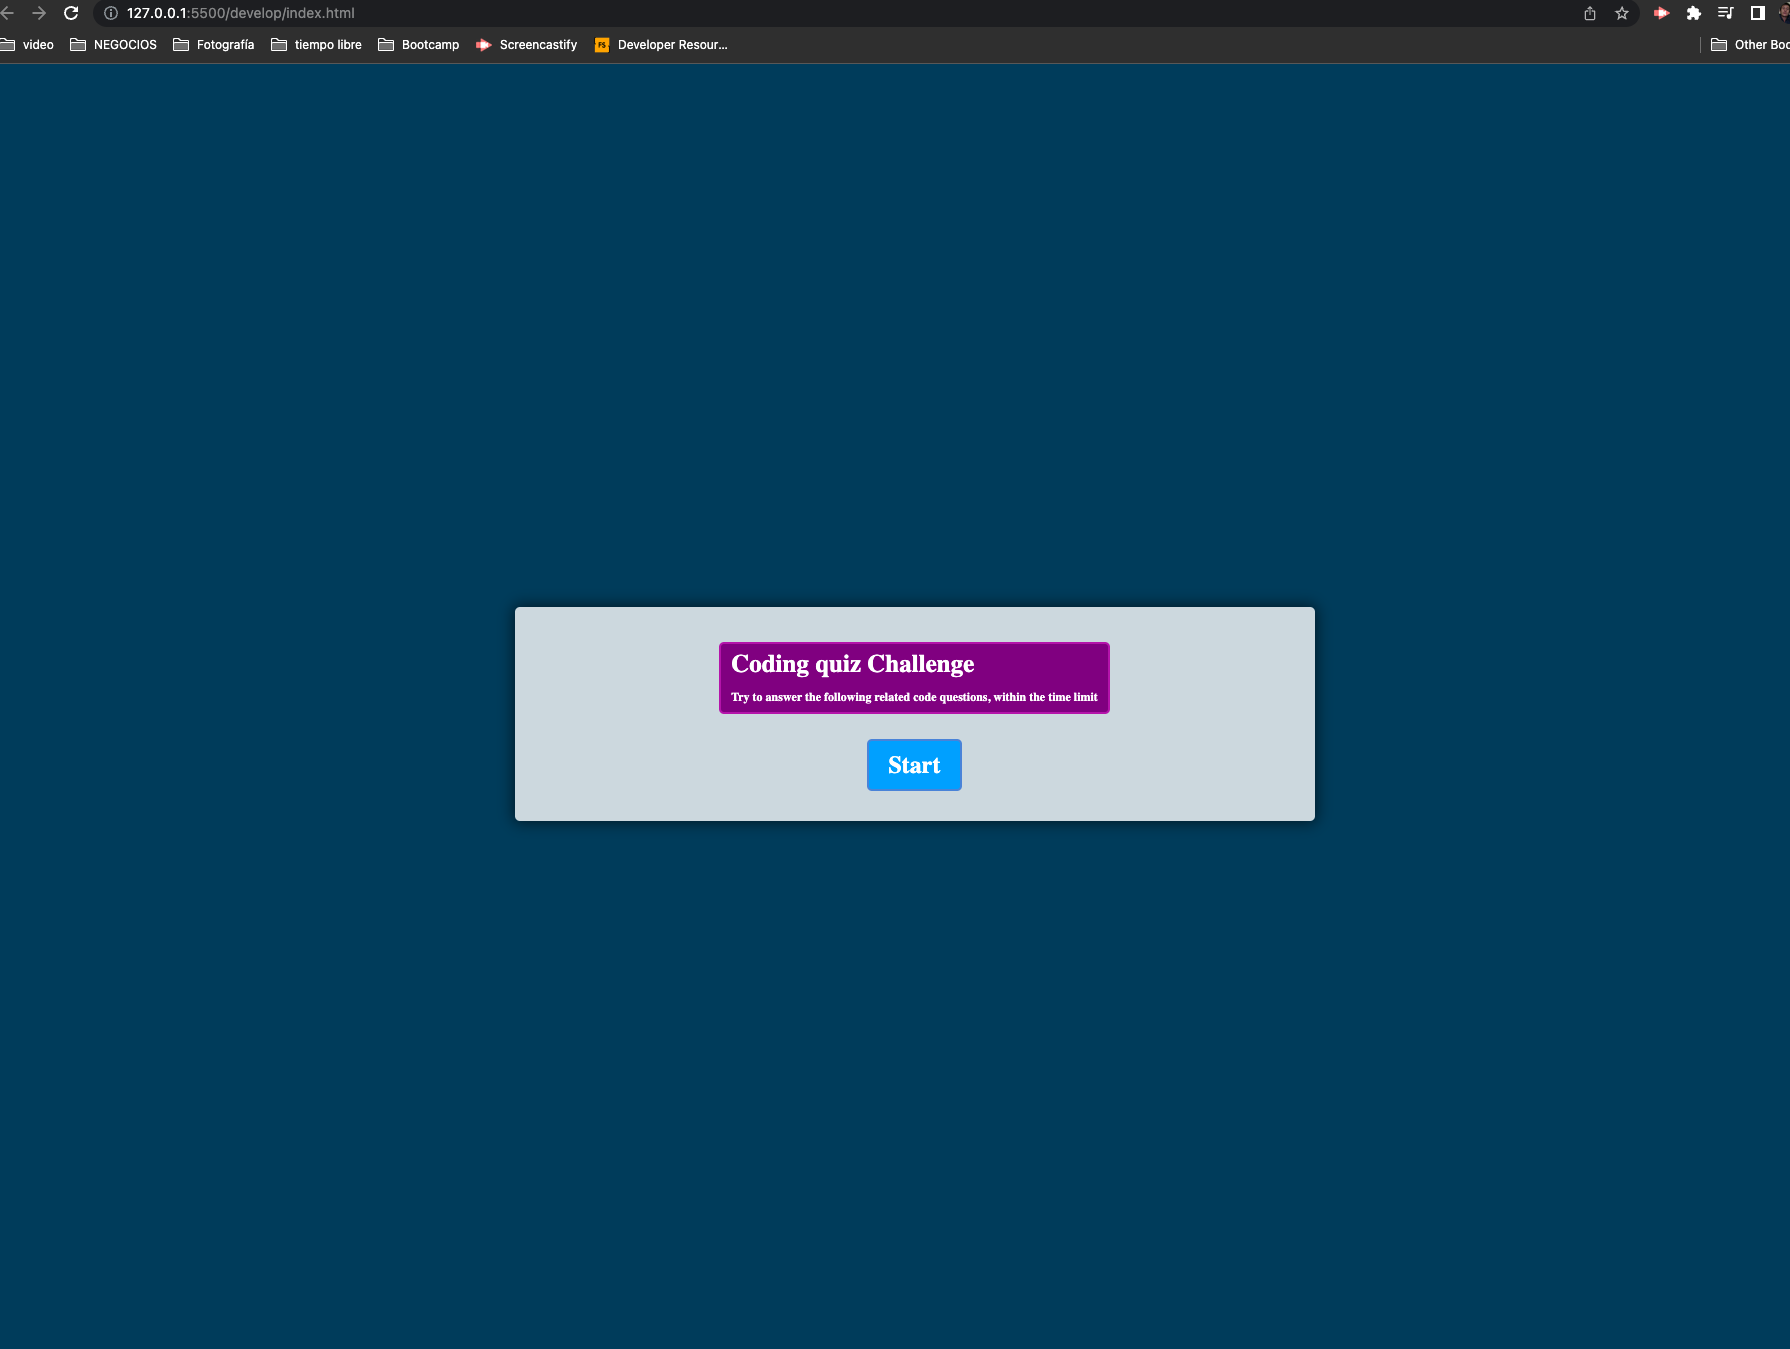 127.0.0.1:5500/develop/index.html
video NEGOCIOS Fotografía tiempo libre Bootcamp Screencastify FS Developer Resour... Other Boo
Coding quiz Challenge
Try to answer the following related code questions, within the time limit
Start